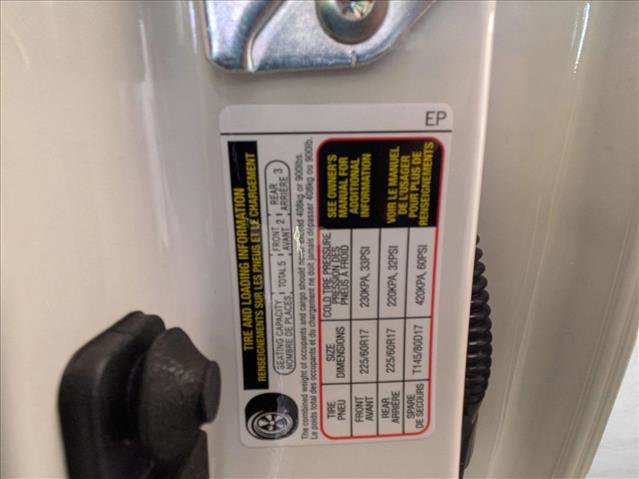 EP
TIRE AND LOADING INFORMATION
RENSEIGNEMENTS SUR LES PNEUS ET LE CHARGEMENT
SEATING CAPACITY TOTAL 5 FRONT 2 REAR 3
NOMBRE DE PLACES AVANT ARRIÈRE
The combined weight of occupants and cargo should never exceed 408kg or 900lbs.
Le poids total des occupants et du chargement ne doit jamais dépasser 408kg ou 900lb.
TIRE SIZE COLD TIRE PRESSURE SEE OWNER'S
PNEU DIMENSIONS PRESSION DES MANUAL FOR
PNEUS À FROID ADDITIONAL
INFORMATION
FRONT 225/60R17 230KPA, 33PSI
AVANT
REAR 225/60R17 220KPA, 32PSI VOIR LE MANUEL
ARRIÈRE DE L'USAGER
SPARE T145/80D17 420KPA, 60PSI POUR PLUS DE
DE SECOURS RENSEIGNEMENTS